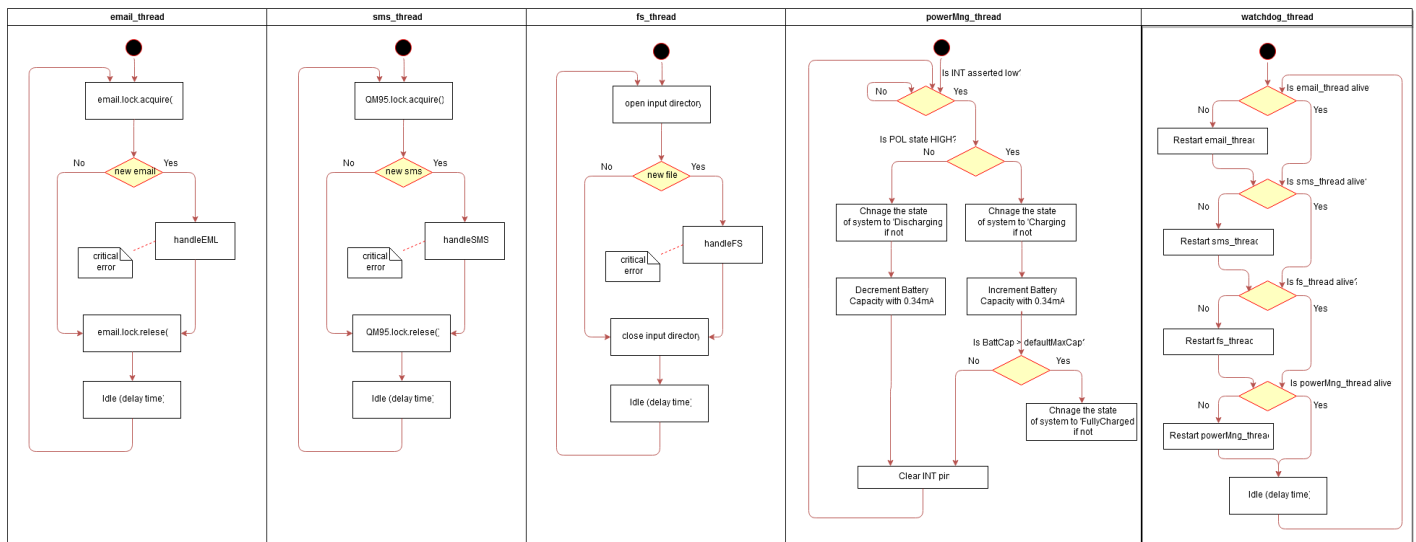 email_thread
email.lock.acquire(
new email
No
Yes
handleEML
critical
error
email.lock.relese(
Idle (delay time)
sms_thread
QM95.lock.acquire()
new sms
No
Yes
handleSMS
critical
error
QM95.lock.relese()
Idle (delay time)
fs_thread
open input directory
new file
No
Yes
handleFS
critical
error
close input directory
Idle (delay time)
powerMng_thread
Is INT asserted low?
No
Yes
Is POL state HIGH?
No
Yes
Chnage the state
of system to 'Discharging
if not
Chnage the state
of system to 'Charging
if not
Decrement Battery
Capacity with 0.34mA
Increment Battery
Capacity with 0.34mA
Is BattCap > defaultMaxCap?
No
Yes
Chnage the state
of system to 'FullyCharged
if not
Clear INT pin
watchdog_thread
Is email_thread alive
No
Yes
Restart email_thread
Is sms_thread alive?
No
Yes
Restart sms_thread
Is fs_thread alive?
No
Yes
Restart fs_thread
Is powerMng_thread alive
No
Yes
Restart powerMng_thread
Idle (delay time)